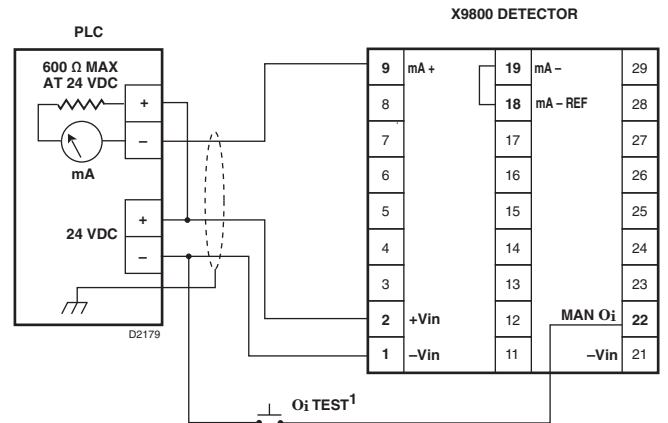 X9800 DETECTOR
PLC
600 Ω MAX
AT 24 VDC
+
–
mA
24 VDC
+
–
D2179
9 mA + 19 mA – 29
8 18 mA – REF 28
7 17 27
6 16 26
5 15 25
4 14 24
3 13 23
2 +Vin 12 MAN Oi 22
1 –Vin 11 –Vin 21
Oi TEST1